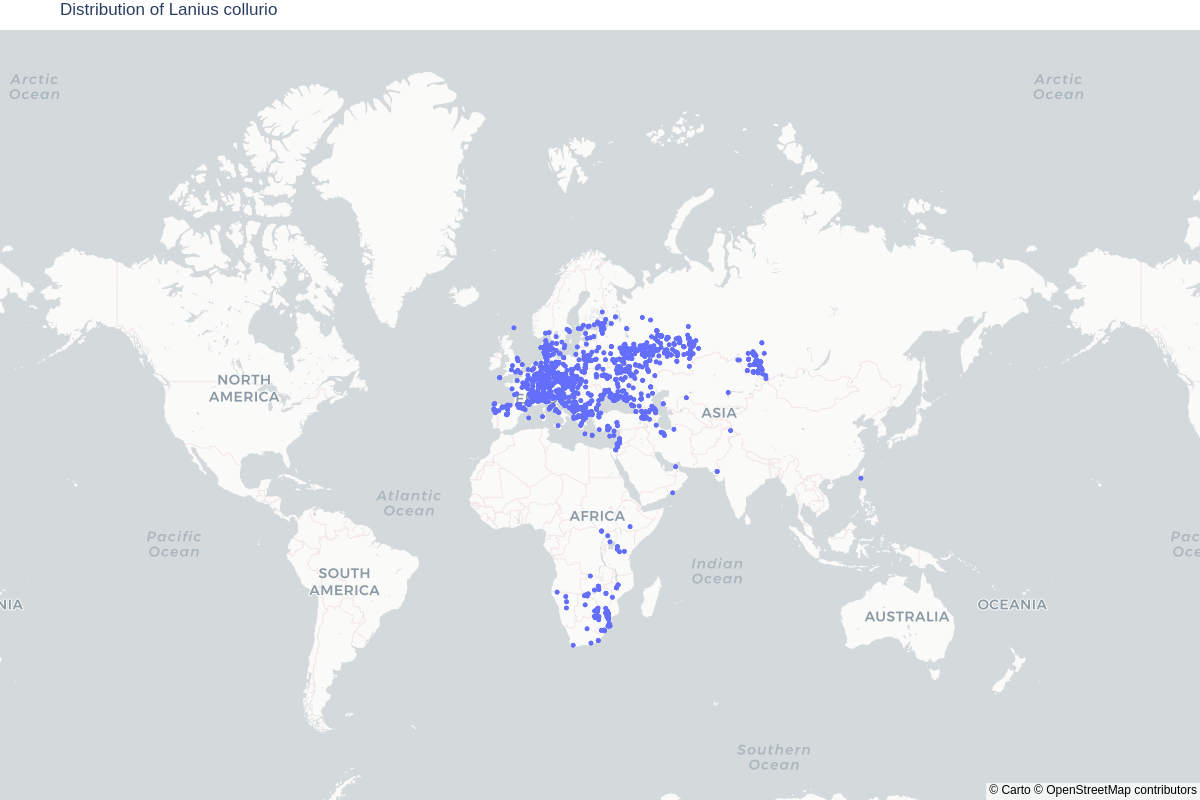 Distribution of Lanius collurio
Arctic
Ocean
Arctic
Ocean
NORTH
AMERICA
ASIA
Atlantic
Ocean
AFRICA
Pacific
Ocean
Indian
Ocean
SOUTH
AMERICA
NIA
AUSTRALIA
OCEANIA
Pac
Oce
Southern
Ocean
© Carto © OpenStreetMap contributors